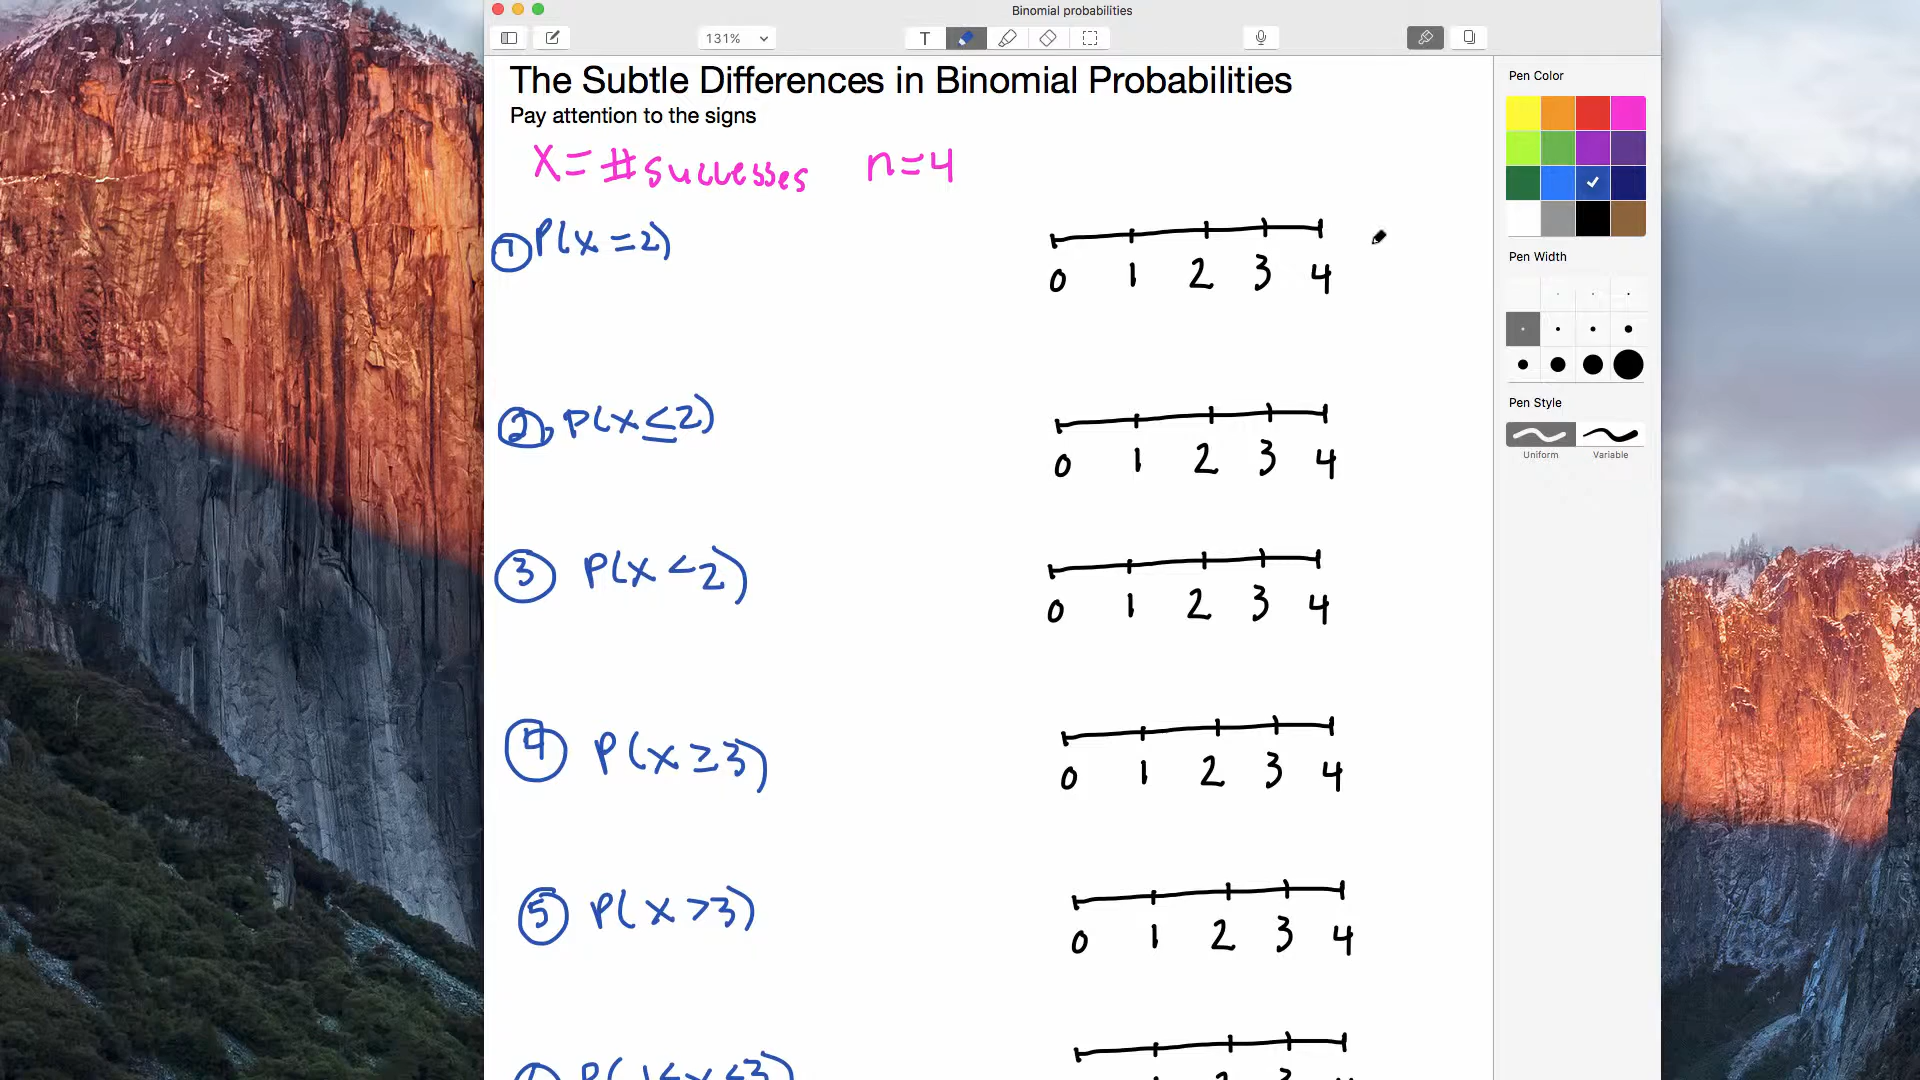 Binomial probabilities
131%
T
The Subtle Differences in Binomial Probabilities
Pay attention to the signs
X = # successes n=4
① P(X = 2)
0 1 2 3 4
②. P(X ≤ 2)
0 1 2 3 4
③ P(X < 2)
0 1 2 3 4
④ P(X ≥ 3)
0 1 2 3 4
⑤ P(X > 3)
0 1 2 3 4
Pen Color
Pen Width
Pen Style
Uniform Variable